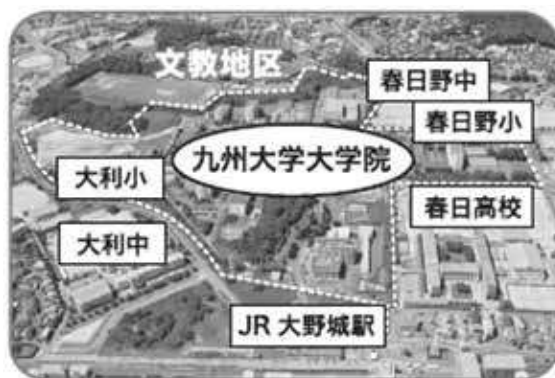 文教地区
春日野中
春日野小
九州大学大学院
大利小
春日高校
大利中
JR 大野城駅